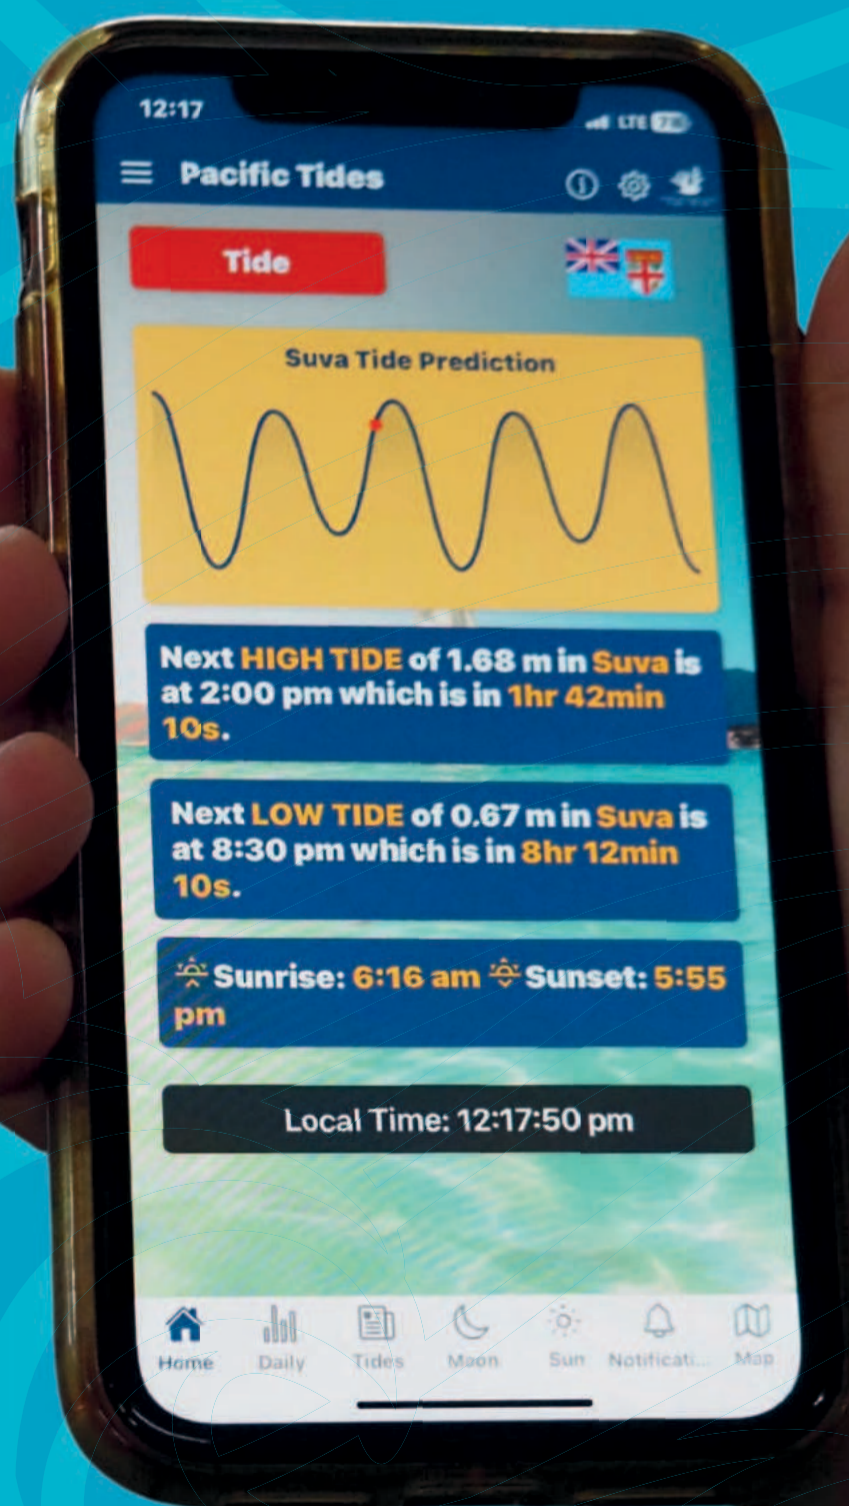 12:17
LTE
Pacific Tides
Tide
Suva Tide Prediction
Next HIGH TIDE of 1.68 m in Suva is
at 2:00 pm which is in 1hr 42min
10s.
Next LOW TIDE of 0.67 m in Suva is
at 8:30 pm which is in 8hr 12min
10s.
Sunrise: 6:16 am Sunset: 5:55
pm
Local Time: 12:17:50 pm
Home Daily Tides Moon Sun Notificati... Map